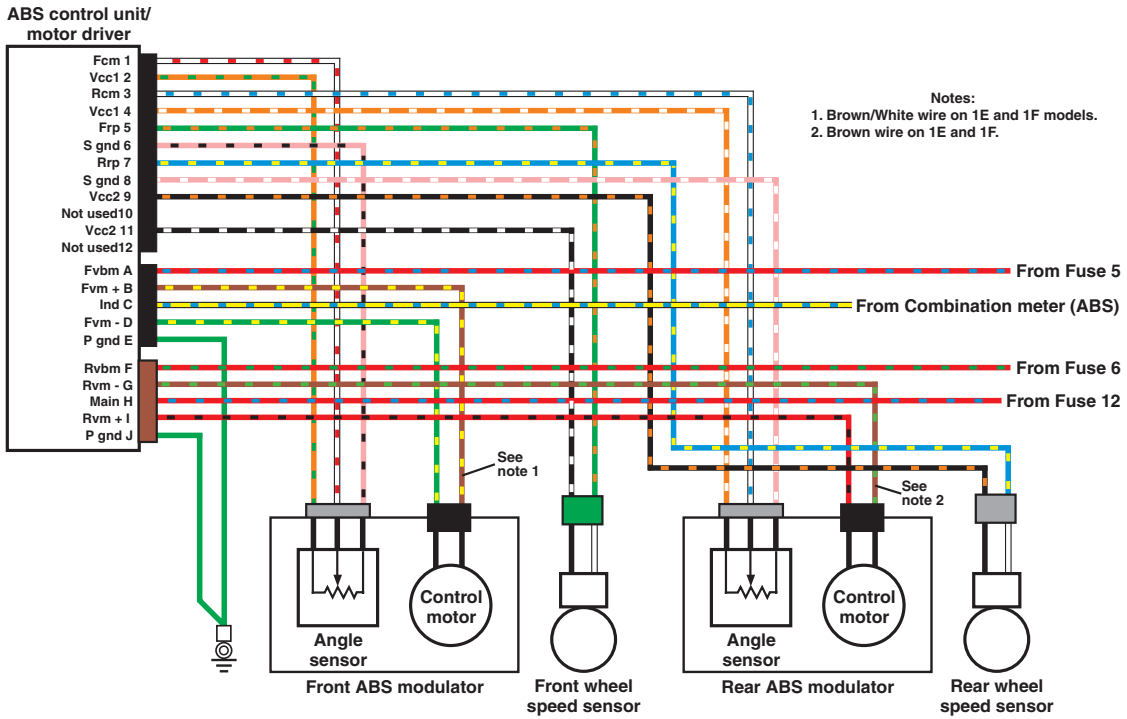 ABS control unit/
motor driver
Fcm 1
Vcc1 2
Rcm 3
Vcc1 4
Frp 5
S gnd 6
Rrp 7
S gnd 8
Vcc2 9
Not used10
Vcc2 11
Not used12
Fvbm A
Fvm + B
Ind C
Fvm - D
P gnd E
Rvbm F
Rvm - G
Main H
Rvm + I
P gnd J
Notes:
1. Brown/White wire on 1E and 1F models.
2. Brown wire on 1E and 1F.
From Fuse 5
From Combination meter (ABS)
From Fuse 6
From Fuse 12
See
note 1
See
note 2
Angle
sensor
Control
motor
Front ABS modulator
Front wheel
speed sensor
Angle
sensor
Control
motor
Rear ABS modulator
Rear wheel
speed sensor